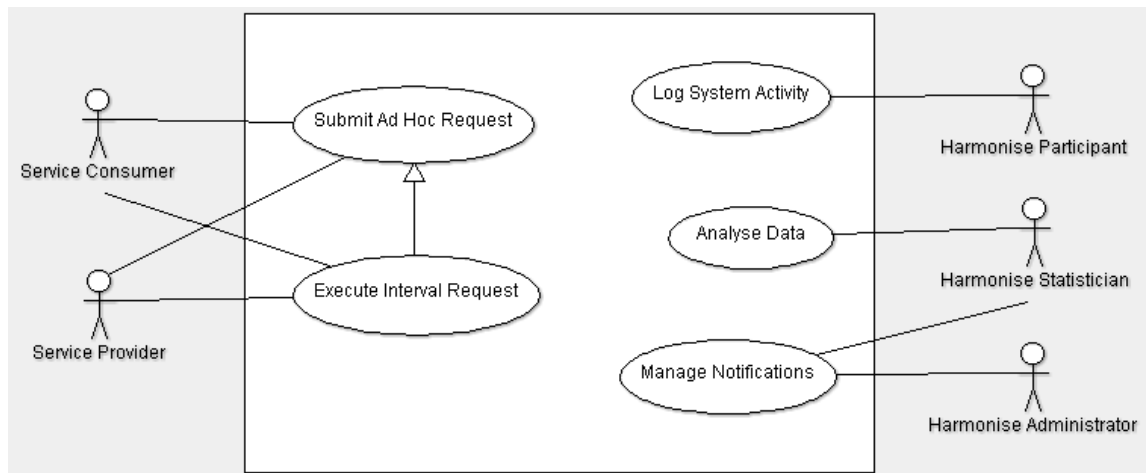 Submit Ad Hoc Request
Log System Activity
Service Consumer
Harmonise Participant
Analyse Data
Execute Interval Request
Harmonise Statistician
Service Provider
Manage Notifications
Harmonise Administrator